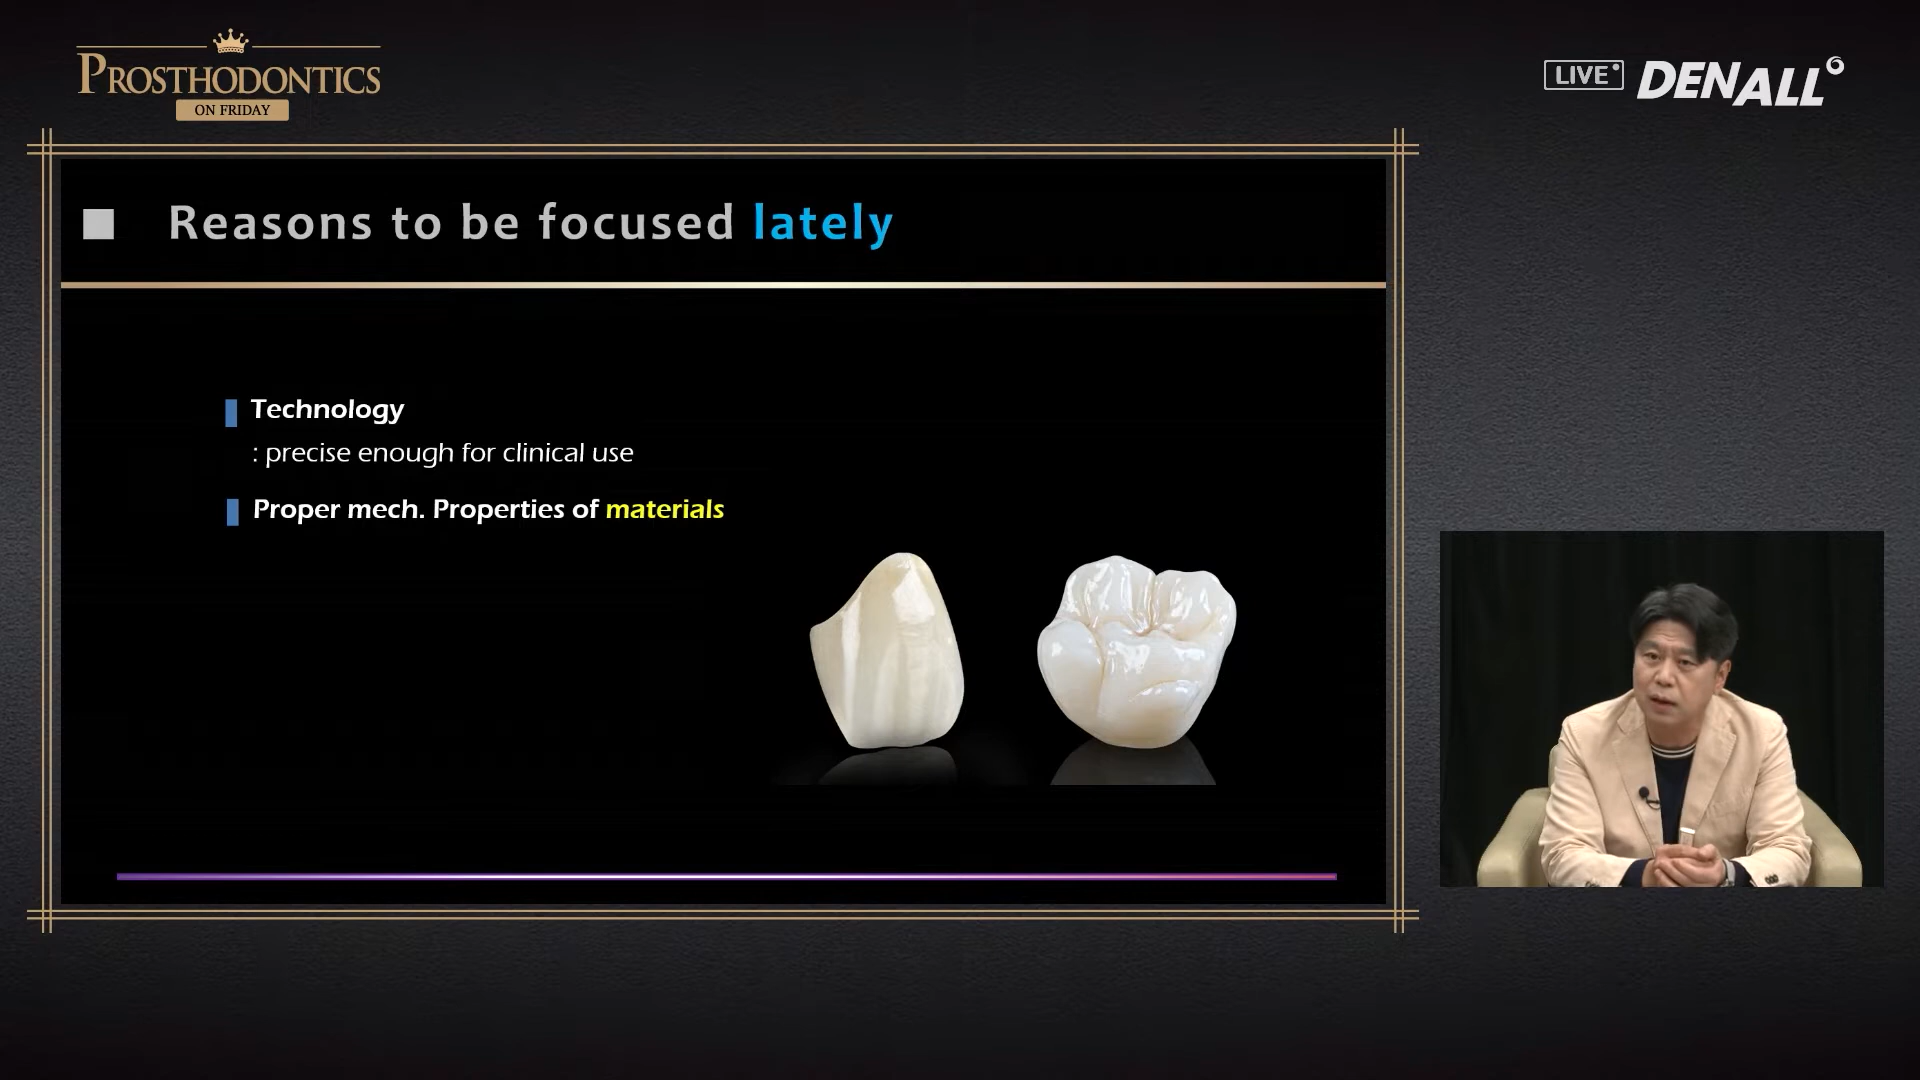 PROSTHODONTICS
ON FRIDAY
LIVE
DENALL
Reasons to be focused lately
Technology
: precise enough for clinical use
Proper mech. Properties of materials